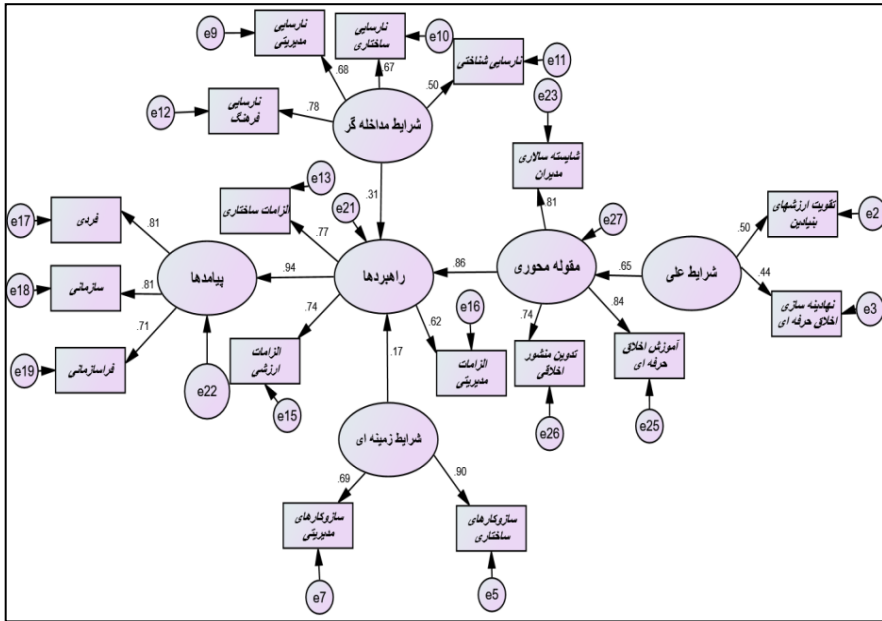 e9
نارسایی
مدیریتی
نارسایی
ساختاری
e10
نارسایی شناختی
e11
.68
.67
.50
e12
نارسایی
فرهنگ
.78
شرایط مداخله گر
e23
شایسته سالاری
مدیران
.81
.31
e13
الزامات ساختاری
.77
e21
e27
تقویت ارزشهای
بنیادین
e2
.50
e17
فردی
.81
e18
سازمانی
.81
پیامدها
.94
راهبردها
.86
مقوله محوری
.65
شرایط علی
.44
نهادینه سازی
اخلاق حرفه ای
e3
e19
فراسازمانی
.71
e22
الزامات
ارزشی
.74
e15
.62
e16
الزامات
مدیریتی
.74
تدوین منشور
اخلاقی
e26
.84
آموزش اخلاق
حرفه ای
e25
.17
شرایط زمینه ای
.69
.90
سازوکارهای
مدیریتی
e7
سازوکارهای
ساختاری
e5